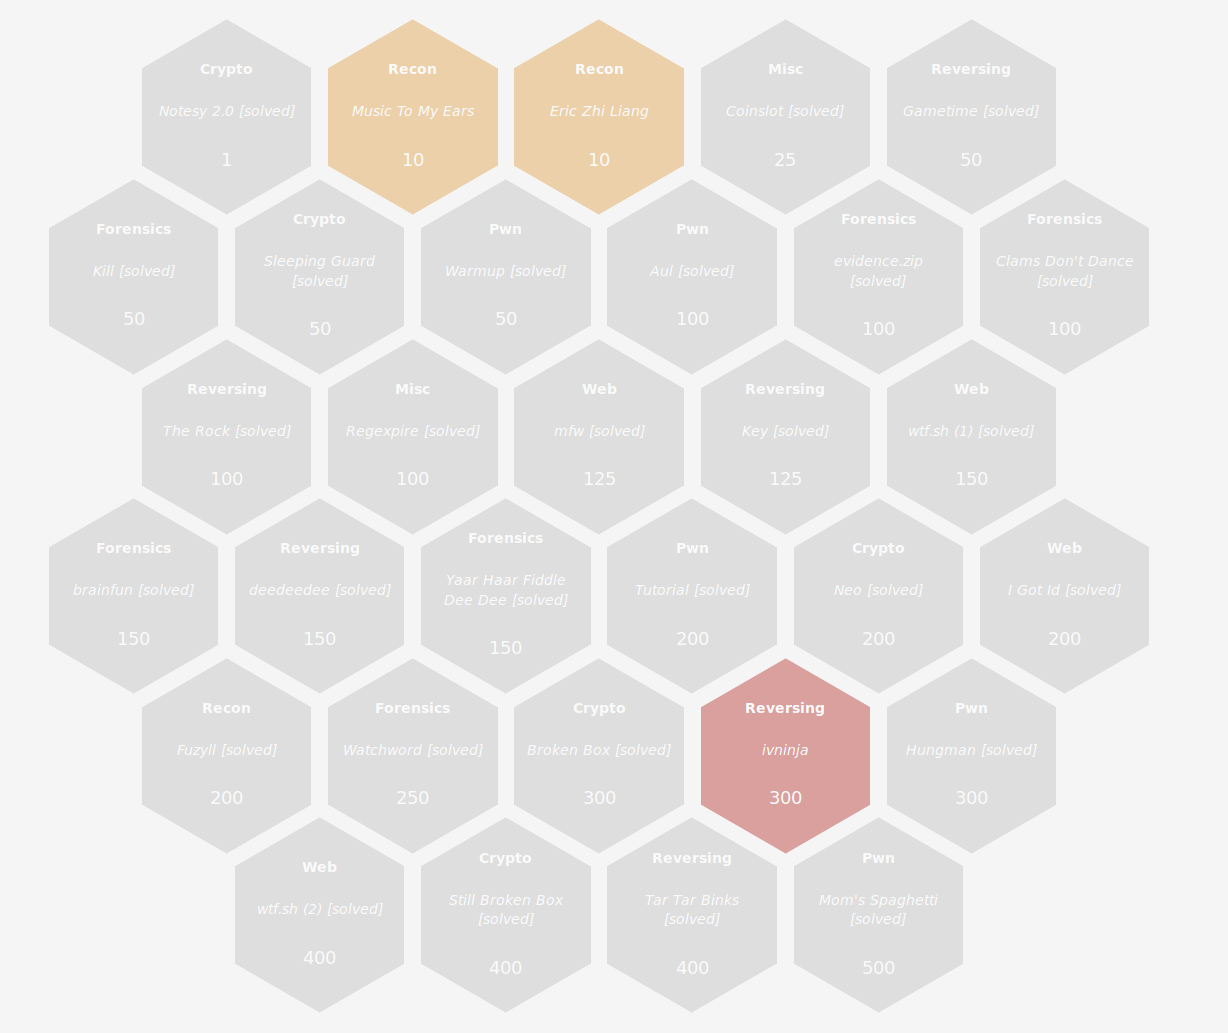 Crypto
Notesy 2.0 [solved]
1
Recon
Music To My Ears
10
Recon
Eric Zhi Liang
10
Misc
Coinslot [solved]
25
Reversing
Gametime [solved]
50
Forensics
Kill [solved]
50
Crypto
Sleeping Guard
[solved]
50
Pwn
Warmup [solved]
50
Pwn
Aul [solved]
100
Forensics
evidence.zip
[solved]
100
Forensics
Clams Don't Dance
[solved]
100
Reversing
The Rock [solved]
100
Misc
Regexpire [solved]
100
Web
mfw [solved]
125
Reversing
Key [solved]
125
Web
wtf.sh (1) [solved]
150
Forensics
brainfun [solved]
150
Reversing
deedeedee [solved]
150
Forensics
Yaar Haar Fiddle
Dee Dee [solved]
150
Pwn
Tutorial [solved]
200
Crypto
Neo [solved]
200
Web
I Got Id [solved]
200
Recon
Fuzyll [solved]
200
Forensics
Watchword [solved]
250
Crypto
Broken Box [solved]
300
Reversing
ivninja
300
Pwn
Hungman [solved]
300
Web
wtf.sh (2) [solved]
400
Crypto
Still Broken Box
[solved]
400
Reversing
Tar Tar Binks
[solved]
400
Pwn
Mom's Spaghetti
[solved]
500